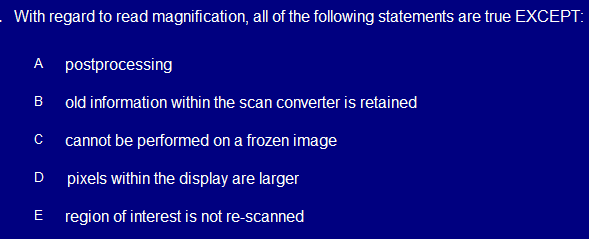 . With regard to read magnification, all of the following statements are true EXCEPT:
A postprocessing
B old information within the scan converter is retained
C cannot be performed on a frozen image
D pixels within the display are larger
E region of interest is not re-scanned